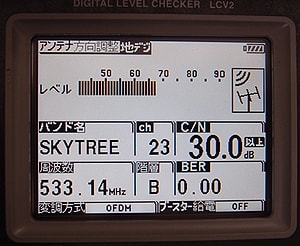 DIGITAL LEVEL CHECKER LCV2
アンテナ方向調整 地デジ
50 60 70 80 90
レベル
バンド名 ch C/N
SKYTREE 23 30.0 以上 dB
周波数 階層 BER
533.14MHz B 0.00
変調方式 OFDM ブースター給電 OFF